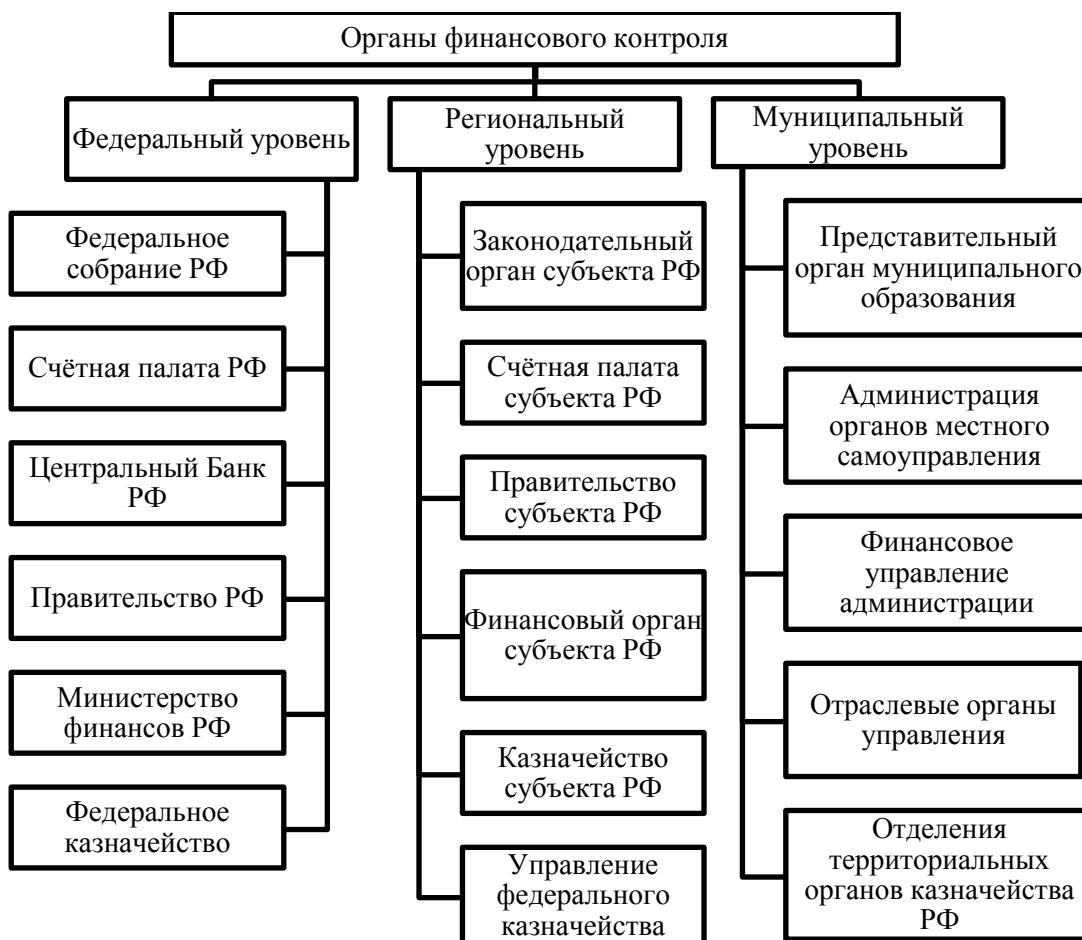 Органы финансового контроля
Федеральный уровень
Региональный
уровень
Муниципальный
уровень
Федеральное
собрание РФ
Счётная палата РФ
Центральный Банк
РФ
Правительство РФ
Министерство
финансов РФ
Федеральное
казначейство
Законодательный
орган субъекта РФ
Счётная палата
субъекта РФ
Правительство
субъекта РФ
Финансовый орган
субъекта РФ
Казначейство
субъекта РФ
Управление
федерального
казначейства
Представительный
орган муниципального
образования
Администрация
органов местного
самоуправления
Финансовое
управление
администрации
Отраслевые органы
управления
Отделения
территориальных
органов казначейства
РФ